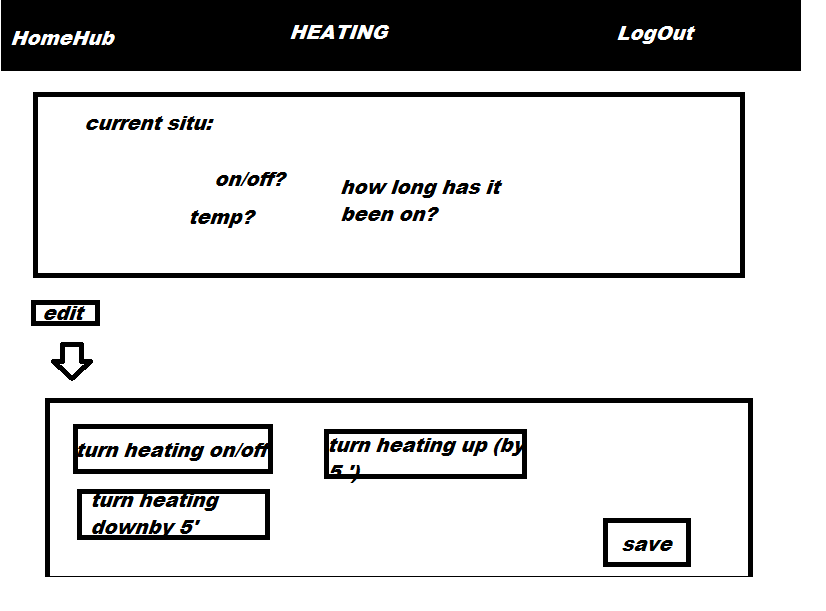 HomeHub
HEATING
LogOut
current situ:
on/off?
temp?
how long has it
been on?
edit
turn heating on/off
turn heating up (by
5 ')
turn heating
downby 5'
save